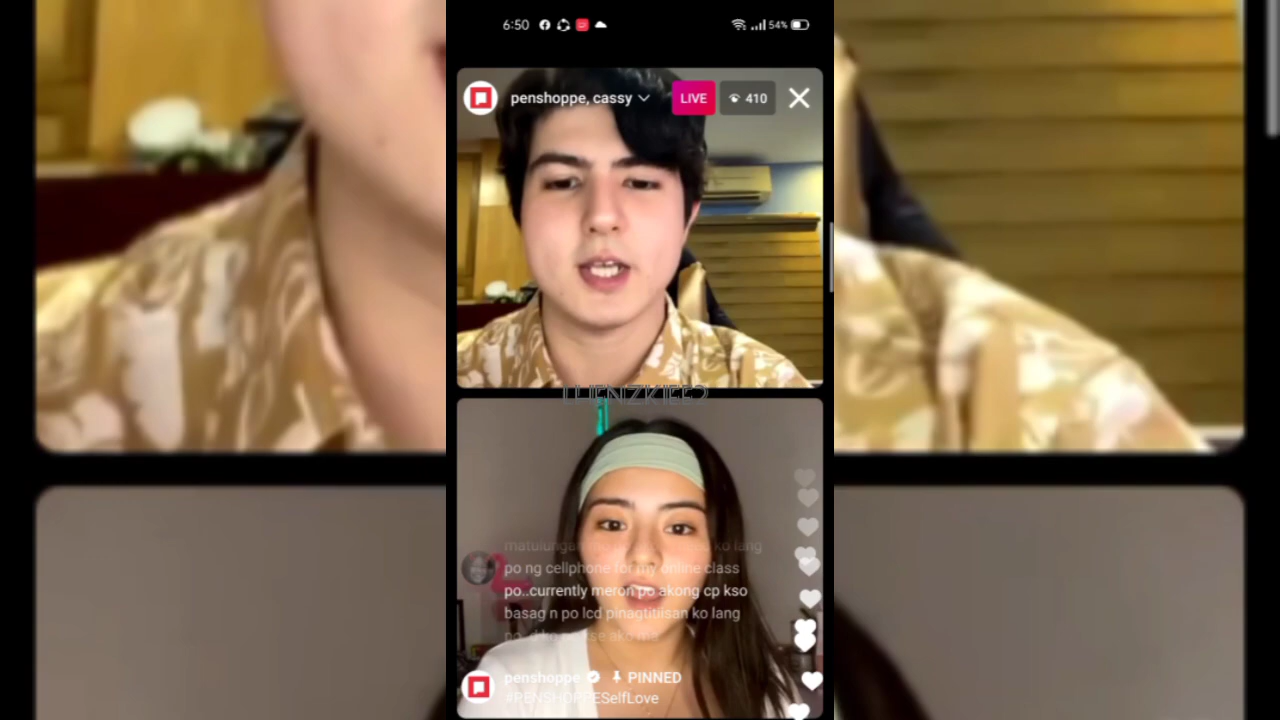 6:50
54%
penshoppe, cassy
LIVE
410
po ng cellphone for my online class
po..currently meron po akong cp kso
basag n po lcd pinagtitiisan ko lang
penshoppe PINNED
#PENSHOPPESelfLove